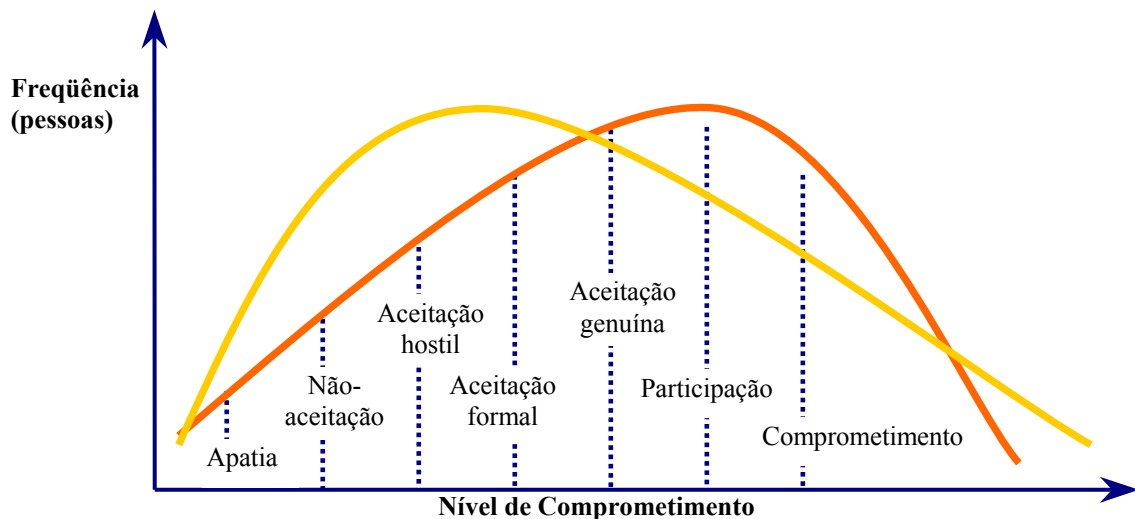 Freqüência
(pessoas)
Aceitação
genuína
Aceitação
hostil
Não-
aceitação
Aceitação
formal
Participação
Comprometimento
Apatia
Nível de Comprometimento